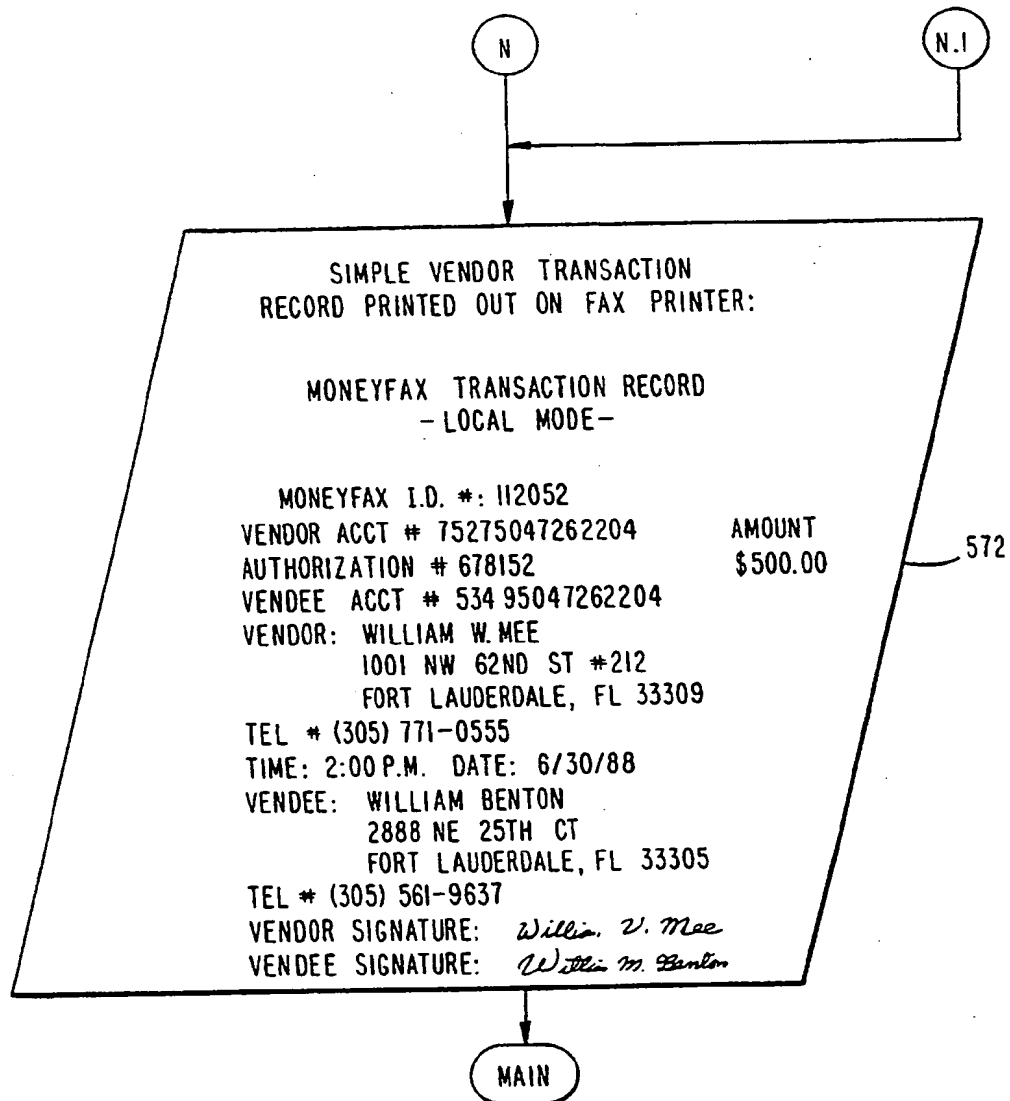 N
N.1
SIMPLE VENDOR TRANSACTION
RECORD PRINTED OUT ON FAX PRINTER:
MONEYFAX TRANSACTION RECORD
- LOCAL MODE -
MONEYFAX I.D. #: 112052
VENDOR ACCT # 75275047262204 AMOUNT
AUTHORIZATION # 678152 $500.00
572
VENDEE ACCT # 534 95047262204
VENDOR: WILLIAM W. MEE
1001 NW 62ND ST #212
FORT LAUDERDALE, FL 33309
TEL # (305) 771-0555
TIME: 2:00 P.M. DATE: 6/30/88
VENDEE: WILLIAM BENTON
2888 NE 25TH CT
FORT LAUDERDALE, FL 33305
TEL # (305) 561-9637
VENDOR SIGNATURE: Mee
VENDEE SIGNATURE: M. Benton
MAIN